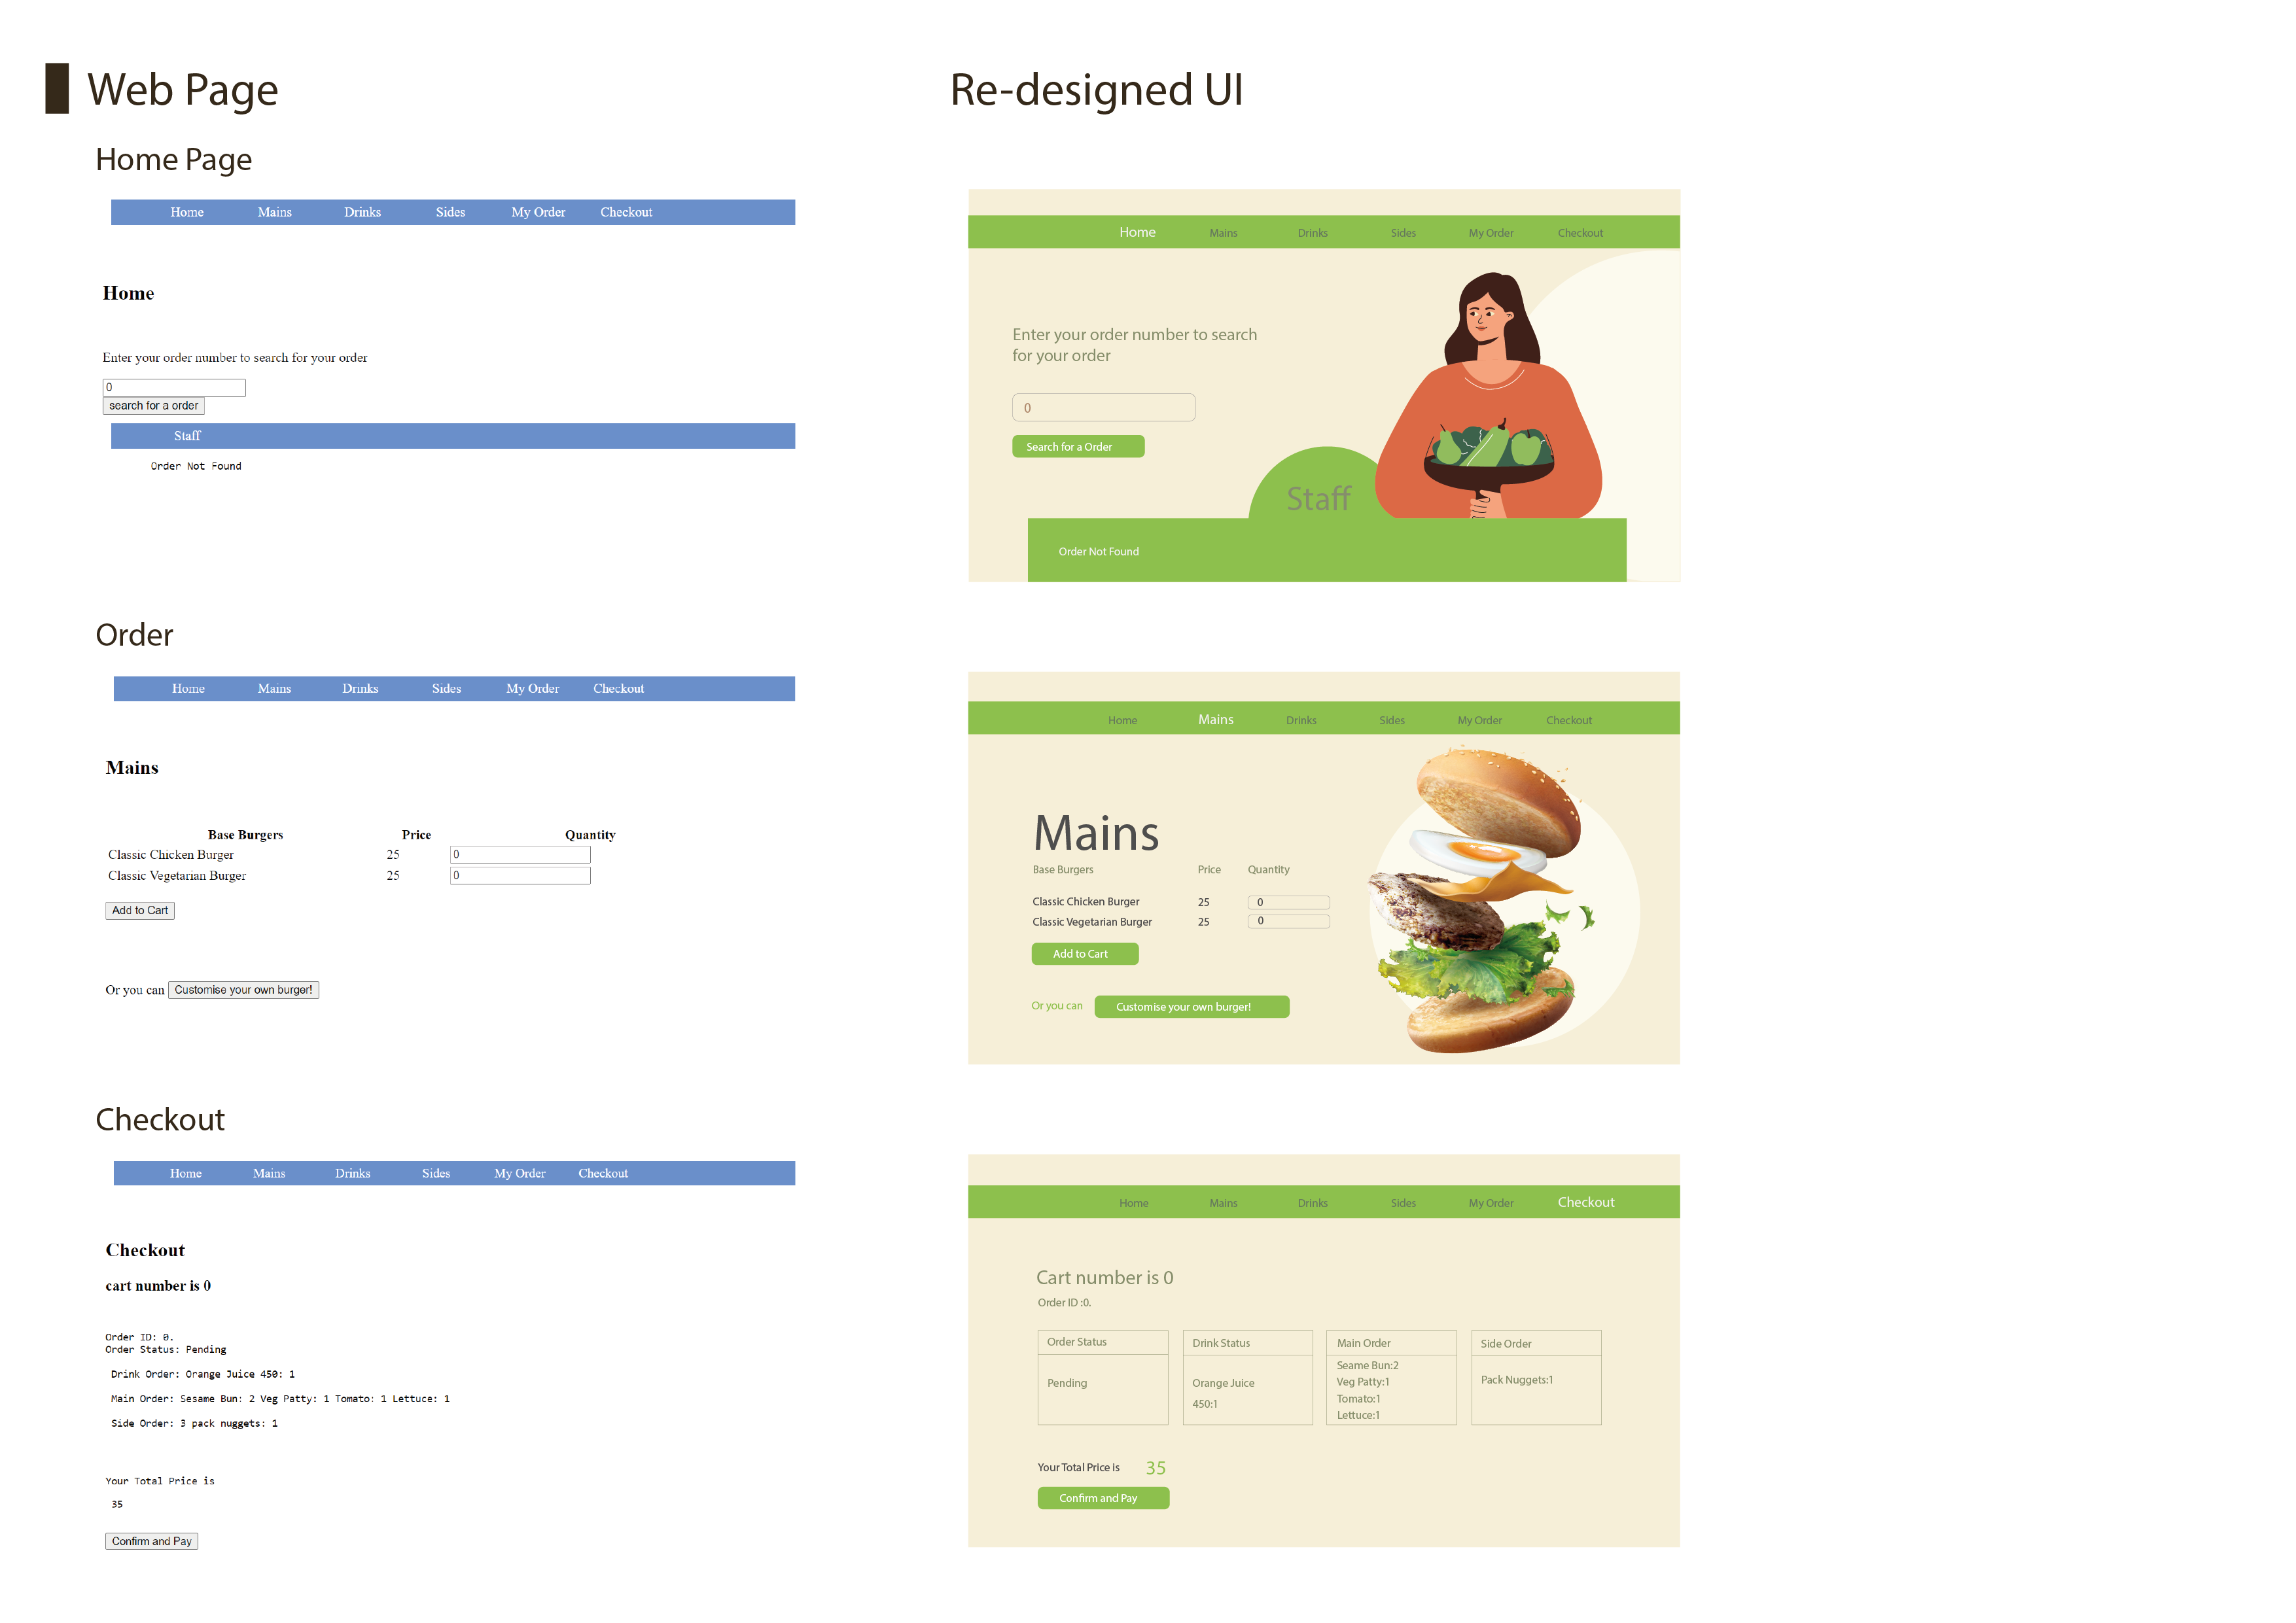 Web Page
Home Page
Home Mains Drinks Sides My Order Checkout
Home
Enter your order number to search for your order
0
search for a order
Staff
Order Not Found
Order
Home Mains Drinks Sides My Order Checkout
Mains
Base Burgers Price Quantity
Classic Chicken Burger 25 0
Classic Vegetarian Burger 25 0
Add to Cart
Or you can Customise your own burger!
Checkout
Home Mains Drinks Sides My Order Checkout
Checkout
cart number is 0
Order ID: 0.
Order Status: Pending
Drink Order: Orange Juice 450: 1
Main Order: Sesame Bun: 2 Veg Patty: 1 Tomato: 1 Lettuce: 1
Side Order: 3 pack nuggets: 1
Your Total Price is
35
Confirm and Pay
Re-designed UI
Home Mains Drinks Sides My Order Checkout
Enter your order number to search
for your order
0
Search for a Order
Staff
Order Not Found
Home Mains Drinks Sides My Order Checkout
Mains
Base Burgers Price Quantity
Classic Chicken Burger 25 0
Classic Vegetarian Burger 25 0
Add to Cart
Or you can Customise your own burger!
Home Mains Drinks Sides My Order Checkout
Cart number is 0
Order ID :0.
Order Status
Pending
Drink Status
Orange Juice
450:1
Main Order
Seame Bun:2
Veg Patty:1
Tomato:1
Lettuce:1
Side Order
Pack Nuggets:1
Your Total Price is 35
Confirm and Pay